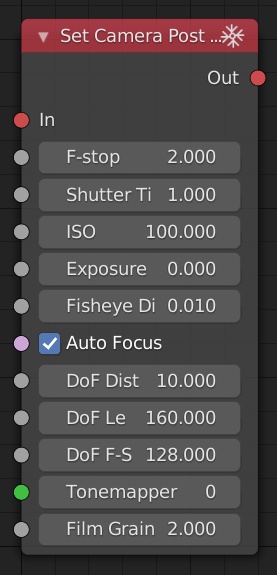 Set Camera Post ...
Out
In
F-stop 2.000
Shutter Ti 1.000
ISO 100.000
Exposure 0.000
Fisheye Di 0.010
Auto Focus
DoF Dist 10.000
DoF Le 160.000
DoF F-S 128.000
Tonemapper 0
Film Grain 2.000